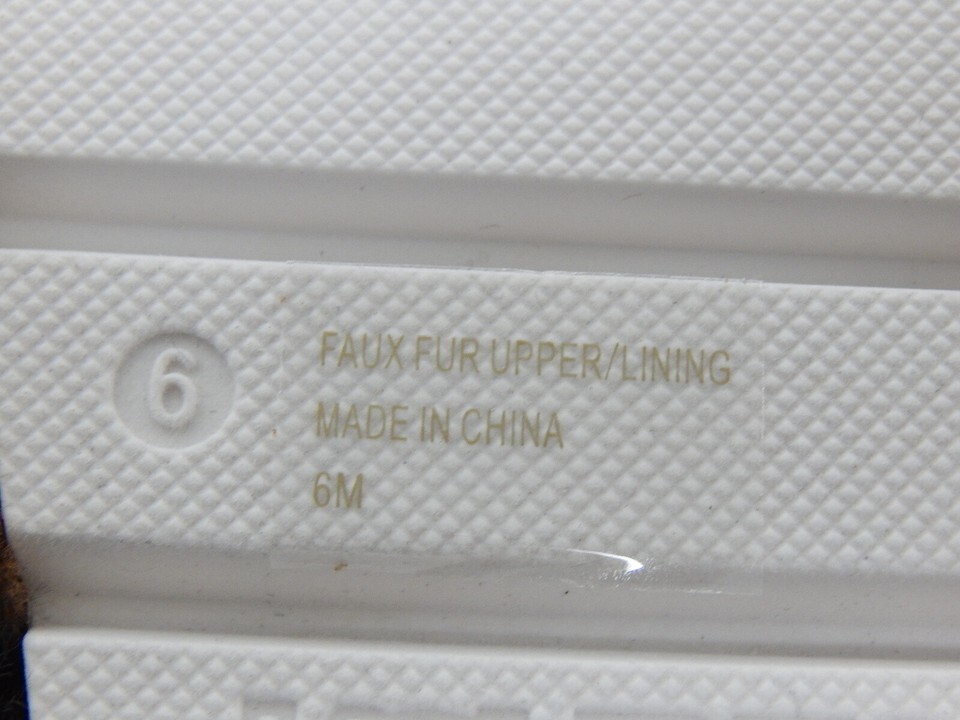 6
FAUX FUR UPPER/LINING
MADE IN CHINA
6M